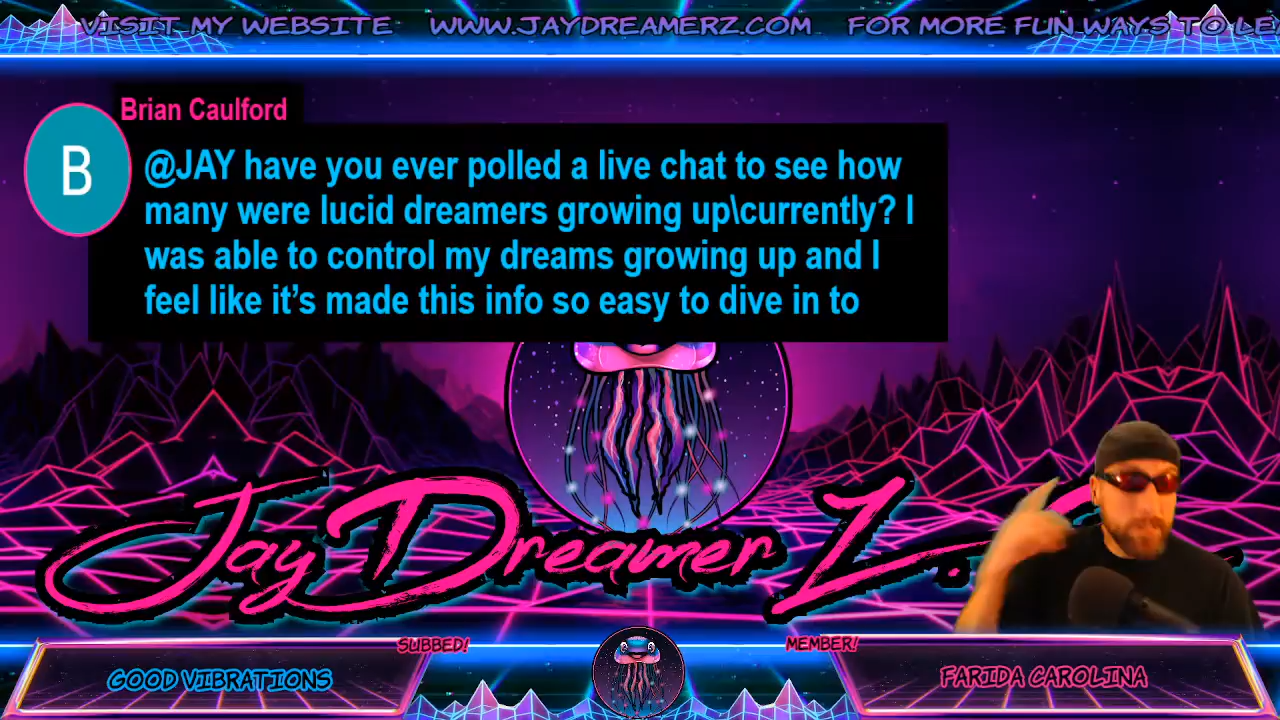 VISIT MY WEBSITE WWW.JAYDREAMERZ.COM FOR MORE FUN WAYS TO LE
Brian Caulford
B
@JAY have you ever polled a live chat to see how
many were lucid dreamers growing up\currently? I
was able to control my dreams growing up and I
feel like it’s made this info so easy to dive in to
Jay Dreamer Z.
SUBBED!
MEMBER!
GOOD VIBRATIONS
FARIDA CAROLINA